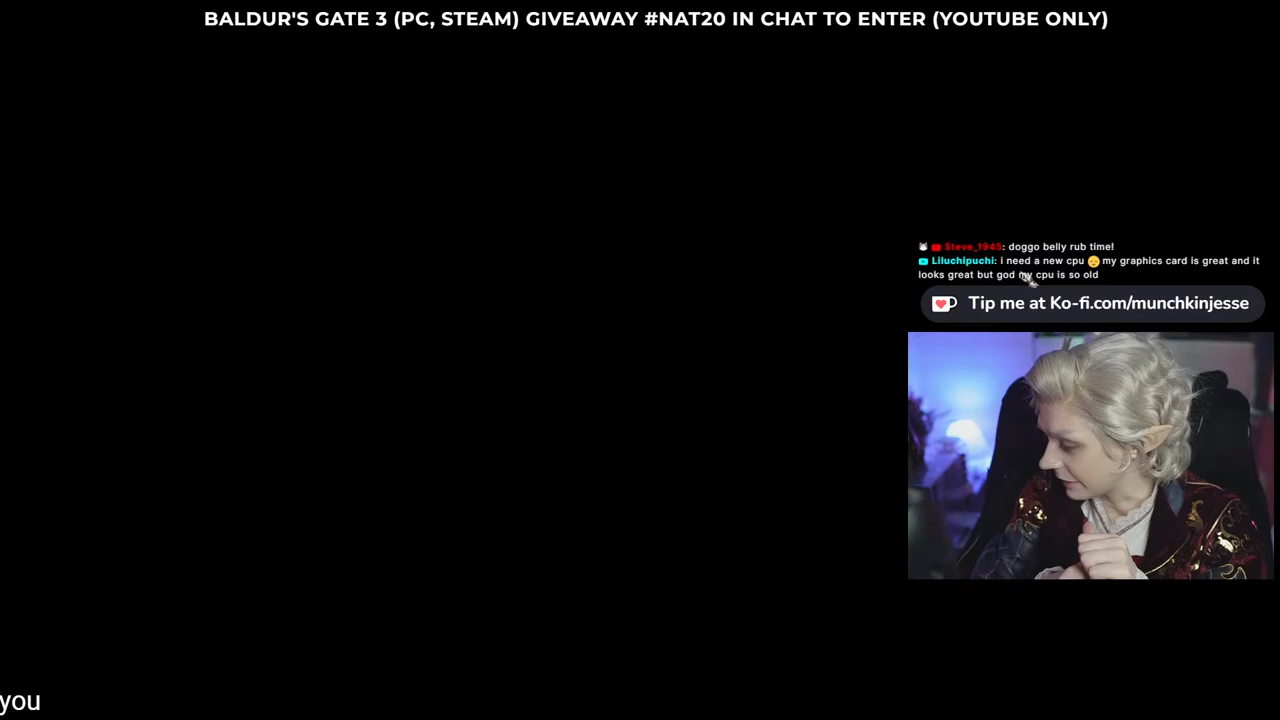 BALDUR'S GATE 3 (PC, STEAM) GIVEAWAY #NAT20 IN CHAT TO ENTER (YOUTUBE ONLY)
Steve_1945: doggo belly rub time!
Liluchipuchi: i need a new cpu 😞 my graphics card is great and it
looks great but god my cpu is so old
Tip me at Ko-fi.com/munchkinjesse
you